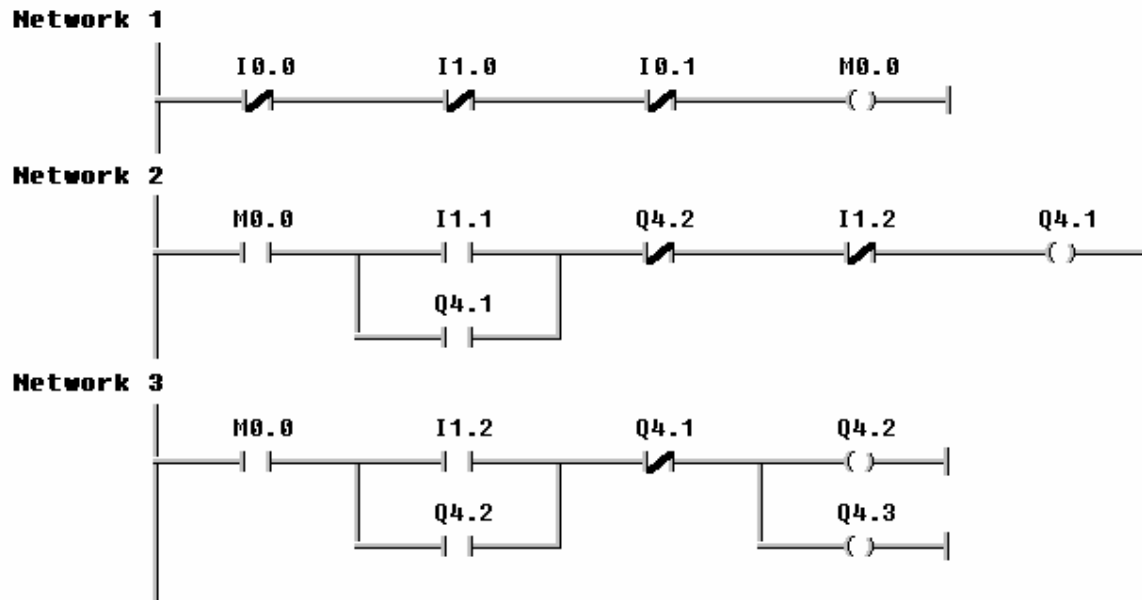 Network 1
I0.0 I1.0 I0.1 M0.0
Network 2
M0.0 I1.1 Q4.2 I1.2 Q4.1
Q4.1
Network 3
M0.0 I1.2 Q4.1 Q4.2
Q4.2 Q4.3